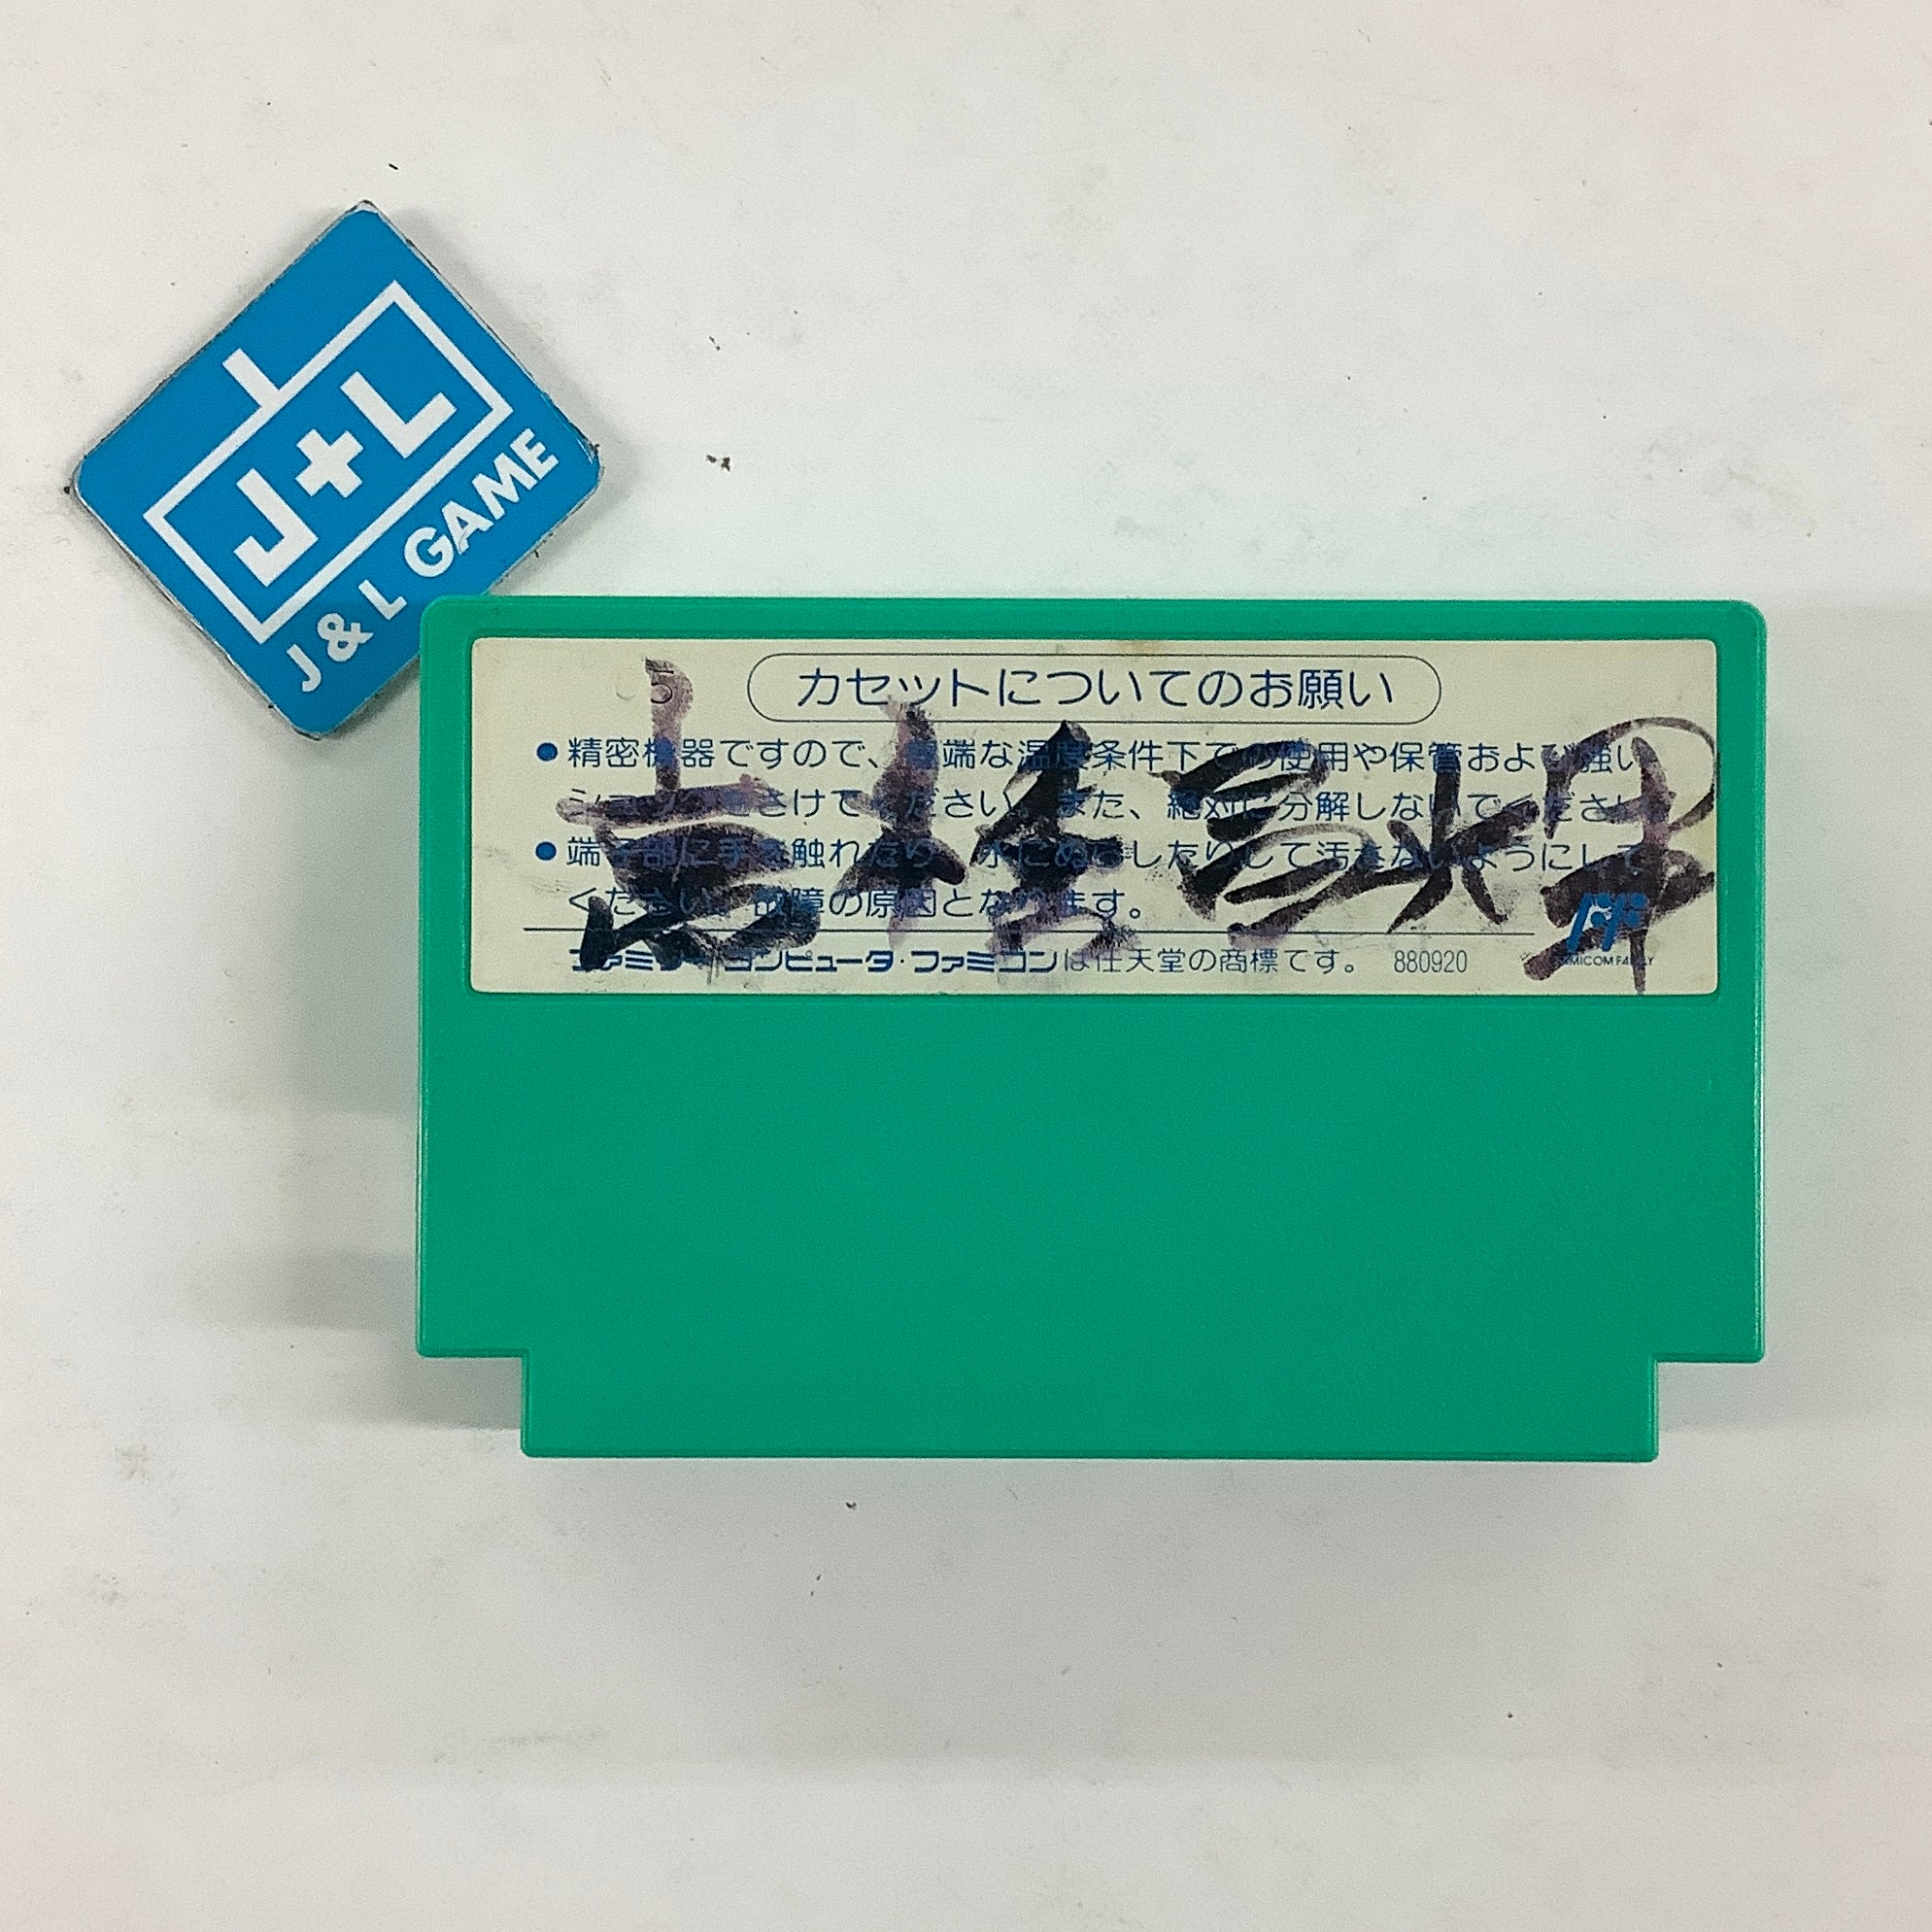 J+L
J & L GAME
5
カセットについてのお願い
●精密機器ですので、極端な温度条件下での使用や保管および強い
ショックをさけてください。また、絶対に分解しないでください。
●端子部に手を触れたり、水にぬらしたりして汚さないようにして
ください。故障の原因となります。
ファミリーコンピュータ・ファミコンは任天堂の商標です。 880920
FAMICOM FAMILY